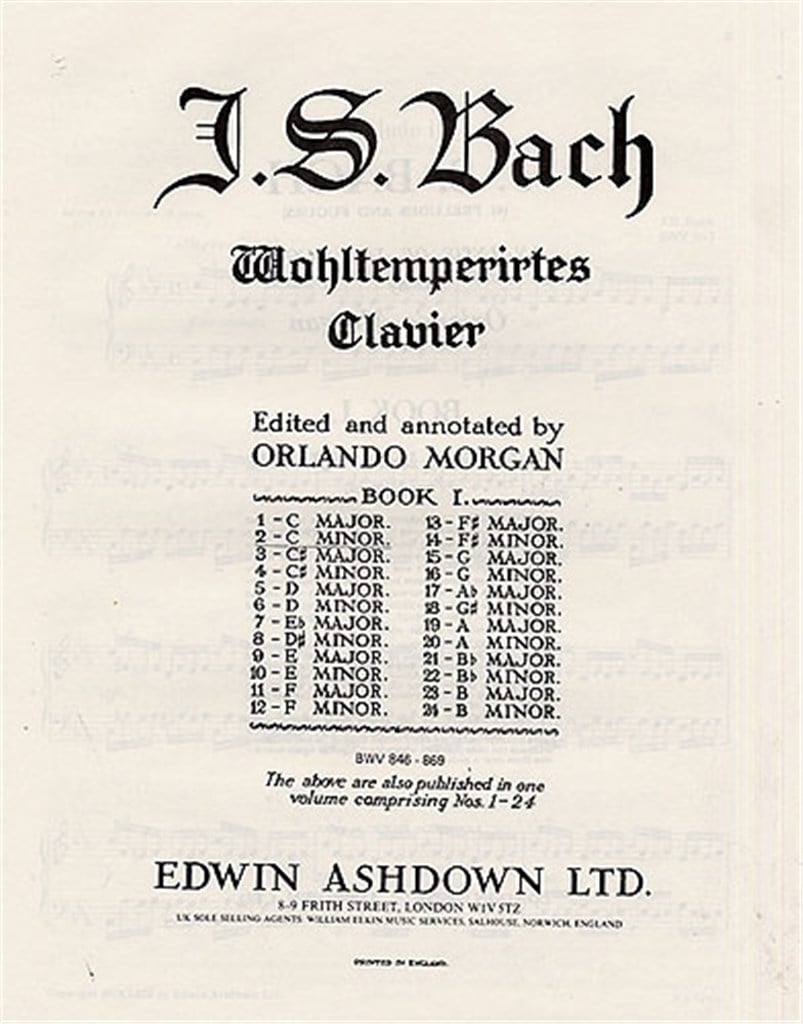 J.S. Bach
Wohltemperirtes
Clavier
Edited and annotated by
ORLANDO MORGAN
BOOK I.
1 - C MAJOR.
2 - C MINOR.
3 - C♯ MAJOR.
4 - C♯ MINOR.
5 - D MAJOR.
6 - D MINOR.
7 - E♭ MAJOR.
8 - D♯ MINOR.
9 - E MAJOR.
10 - E MINOR.
11 - F MAJOR.
12 - F MINOR.
13 - F♯ MAJOR.
14 - F♯ MINOR.
15 - G MAJOR.
16 - G MINOR.
17 - A♭ MAJOR.
18 - G♯ MINOR.
19 - A MAJOR.
20 - A MINOR.
21 - B♭ MAJOR.
22 - B♭ MINOR.
23 - B MAJOR.
24 - B MINOR.
BWV 846 - 869
The above are also published in one
volume comprising Nos. 1-24
EDWIN ASHDOWN LTD.
8-9 FRITH STREET, LONDON W1V 5TZ
UK SOLE SELLING AGENTS: WILLIAM ELKIN MUSIC SERVICES, SALHOUSE, NORWICH, ENGLAND
PRINTED IN ENGLAND.